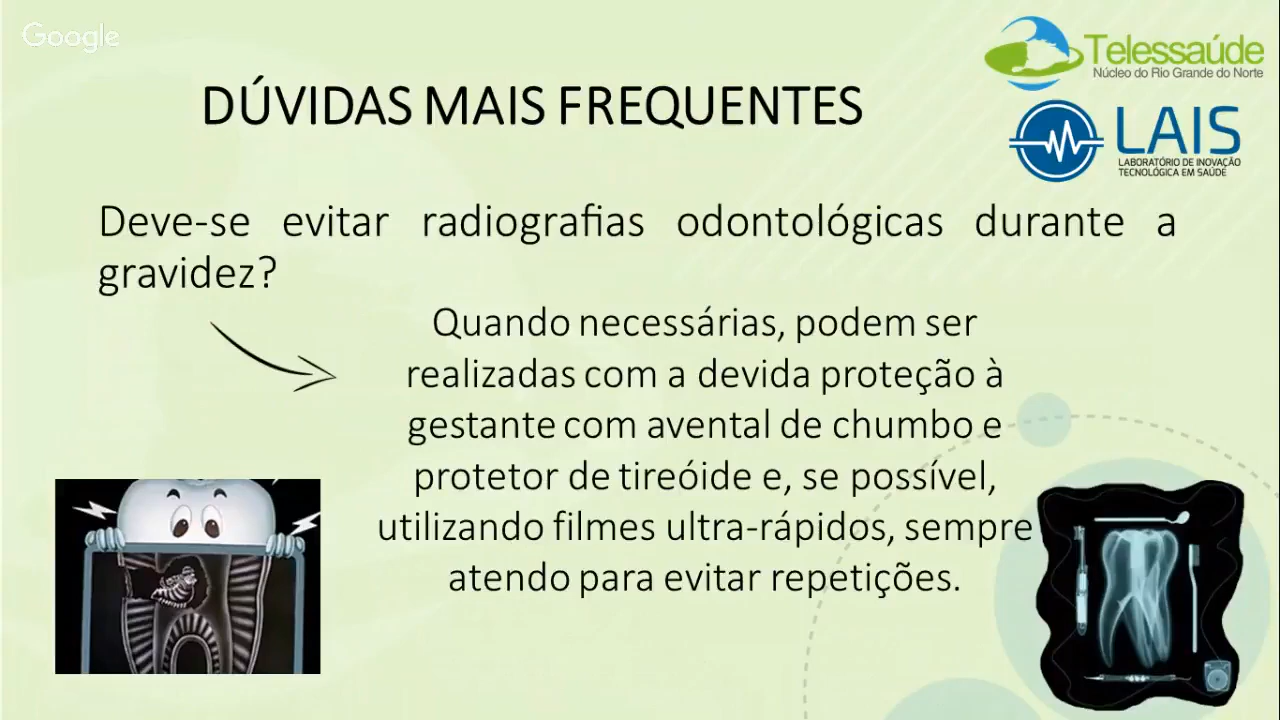 Google
Telessaúde
Núcleo do Rio Grande do Norte
DÚVIDAS MAIS FREQUENTES
LAIS
LABORATÓRIO DE INOVAÇÃO
TECNOLÓGICA EM SAÚDE
Deve-se evitar radiografias odontológicas durante a
gravidez?
Quando necessárias, podem ser
realizadas com a devida proteção à
gestante com avental de chumbo e
protetor de tireóide e, se possível,
utilizando filmes ultra-rápidos, sempre
atendo para evitar repetições.